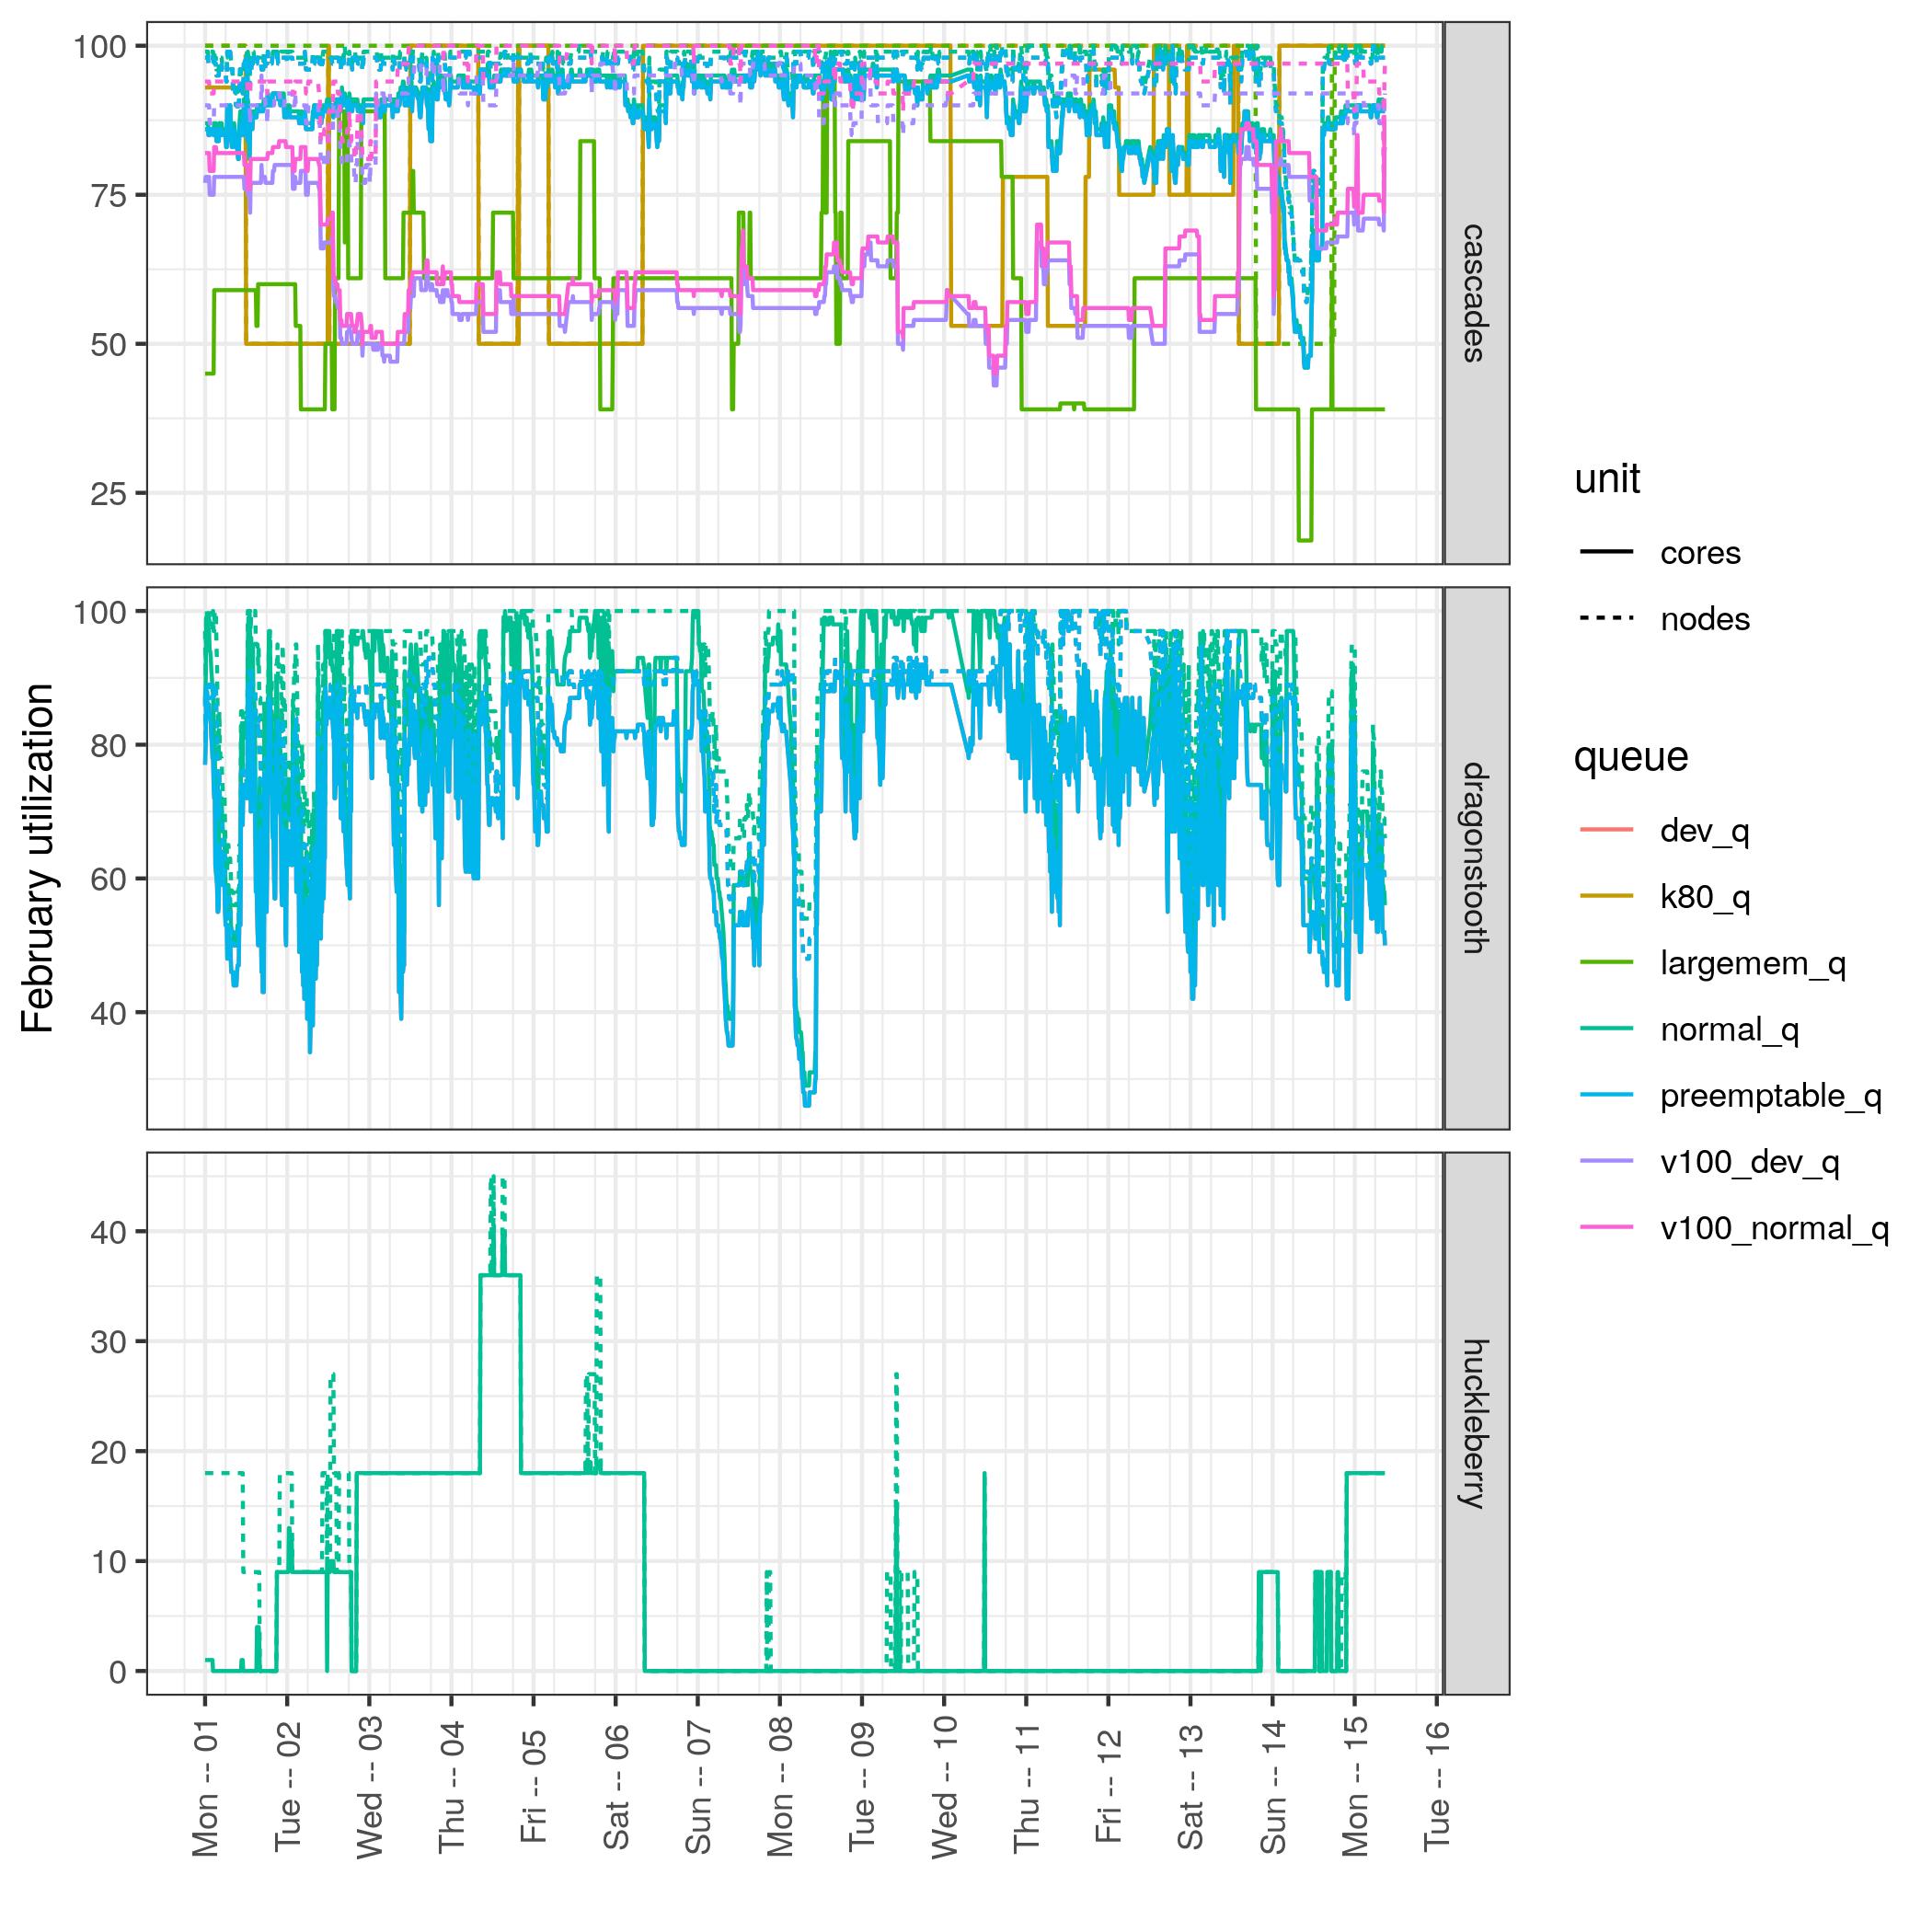 February utilization
100
75
50
25
cascades
100
80
60
40
dragonstooth
40
30
20
10
0
huckleberry
Mon -- 01
Tue -- 02
Wed -- 03
Thu -- 04
Fri -- 05
Sat -- 06
Sun -- 07
Mon -- 08
Tue -- 09
Wed -- 10
Thu -- 11
Fri -- 12
Sat -- 13
Sun -- 14
Mon -- 15
Tue -- 16
unit
cores
nodes
queue
dev_q
k80_q
largemem_q
normal_q
preemptable_q
v100_dev_q
v100_normal_q